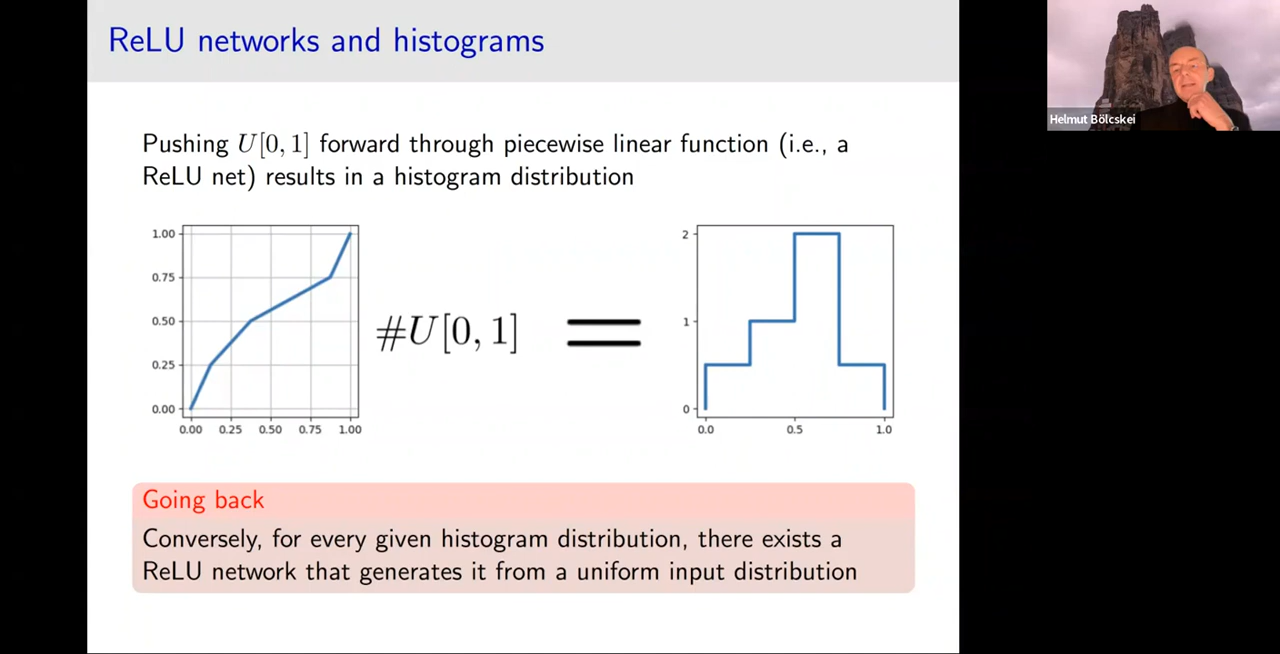 ReLU networks and histograms
Helmut Bölcskei
Pushing U[0, 1] forward through piecewise linear function (i.e., a
ReLU net) results in a histogram distribution
1.00
0.75
0.50
0.25
0.00
0.00 0.25 0.50 0.75 1.00
#U[0, 1] =
2
1
0
0.0 0.5 1.0
Going back
Conversely, for every given histogram distribution, there exists a
ReLU network that generates it from a uniform input distribution